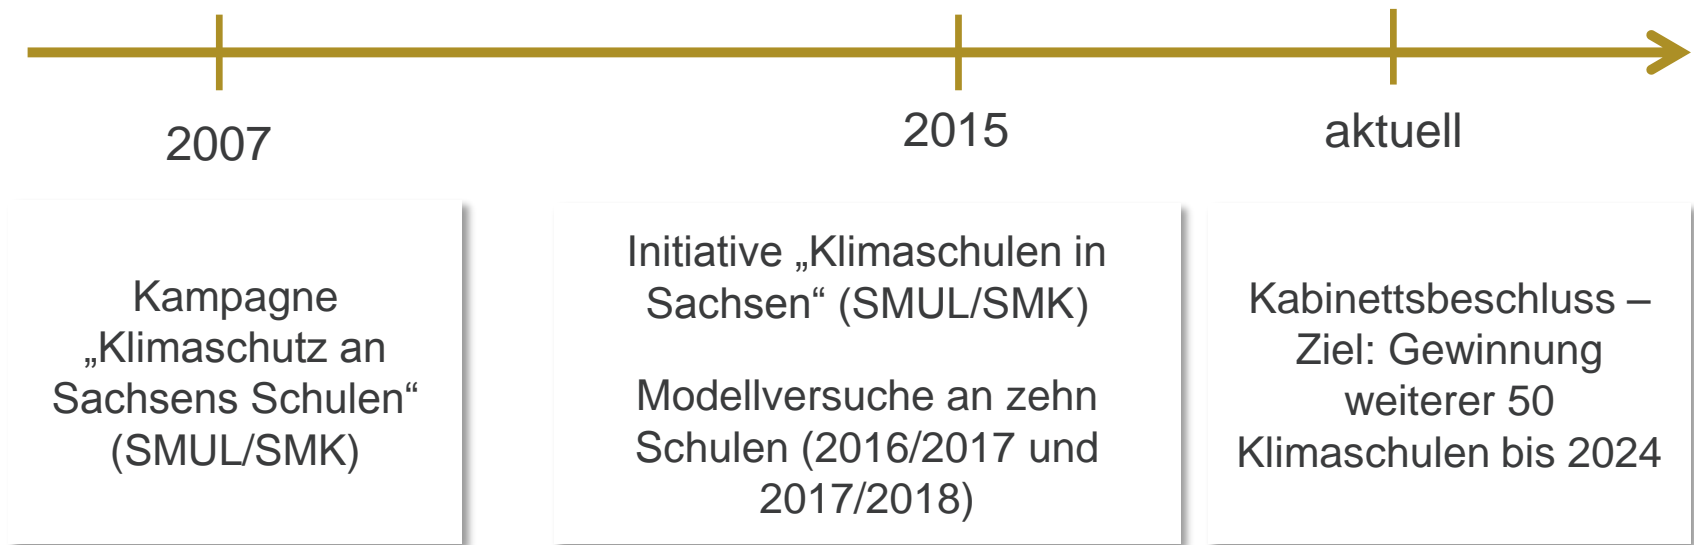 2007
2015
aktuell
Kampagne
„Klimaschutz an
Sachsens Schulen“
(SMUL/SMK)
Initiative „Klimaschulen in
Sachsen“ (SMUL/SMK)
Modellversuche an zehn
Schulen (2016/2017 und
2017/2018)
Kabinettsbeschluss –
Ziel: Gewinnung
weiterer 50
Klimaschulen bis 2024